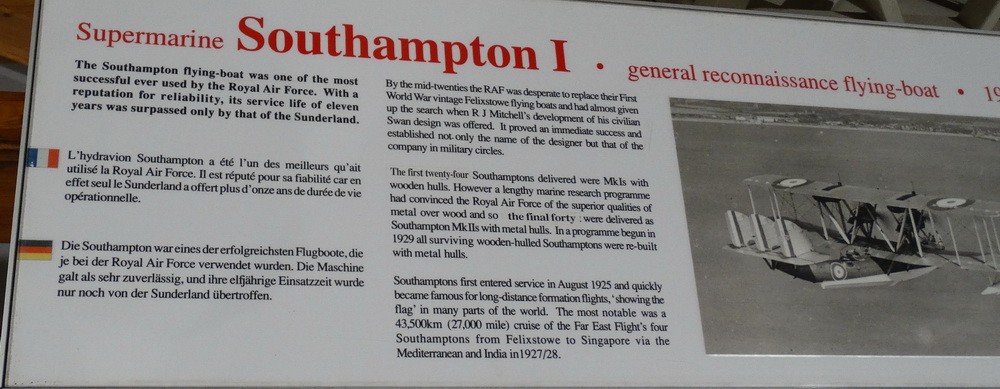 Supermarine Southampton I • general reconnaissance flying-boat •
The Southampton flying-boat was one of the most
successful ever used by the Royal Air Force. With a
reputation for reliability, its service life of eleven
years was surpassed only by that of the Sunderland.
L'hydravion Southampton a été l'un des meilleurs qu'ait
utilisé la Royal Air Force. Il est réputé pour sa fiabilité car en
effet seul le Sunderland a offert plus d'onze ans de durée de vie
opérationnelle.
Die Southampton war eines der erfolgreichsten Flugboote, die
je bei der Royal Air Force verwendet wurden. Die Maschine
galt als sehr zuverlässig, und ihre elfjährige Einsatzzeit wurde
nur noch von der Sunderland übertroffen.
By the mid-twenties the RAF was desperate to replace their First
World War vintage Felixstowe flying boats and had almost given
up the search when R J Mitchell's development of his civilian
Swan design was offered. It proved an immediate success and
established not only the name of the designer but that of the
company in military circles.
The first twenty-four Southamptons delivered were MkIs with
wooden hulls. However a lengthy marine research programme
had convinced the Royal Air Force of the superior qualities of
metal over wood and so the final forty were delivered as
Southampton MkIIs with metal hulls. In a programme begun in
1929 all surviving wooden-hulled Southamptons were re-built
with metal hulls.
Southamptons first entered service in August 1925 and quickly
became famous for long-distance formation flights, 'showing the
flag' in many parts of the world. The most notable was a
43,500km (27,000 mile) cruise of the Far East Flight's four
Southamptons from Felixstowe to Singapore via the
Mediterranean and India in 1927/28.